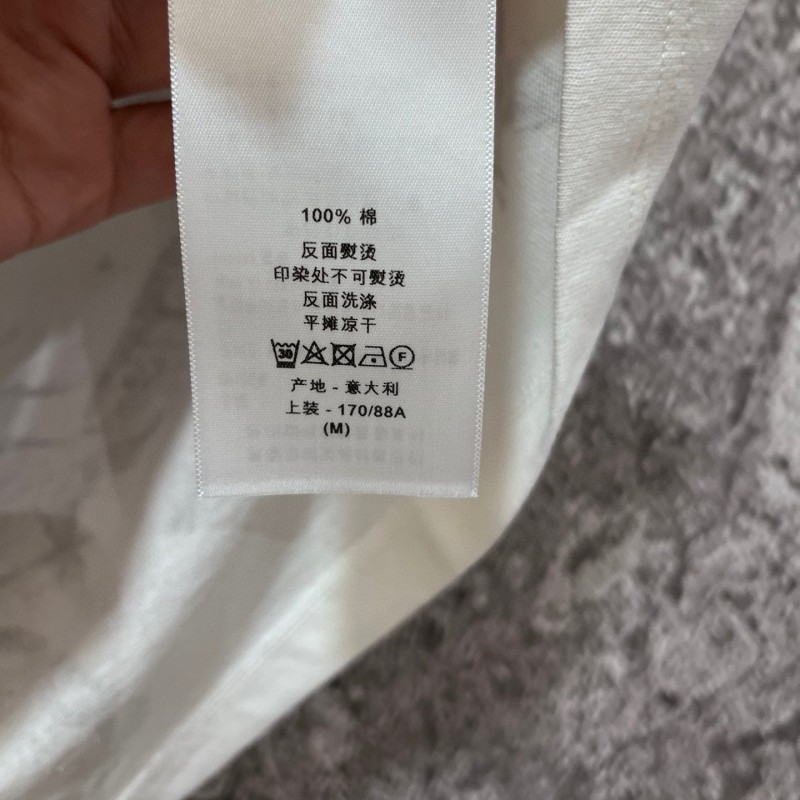 100% 棉
反面熨烫
印染处不可熨烫
反面洗涤
平摊凉干
30 F
产地 - 意大利
上装 - 170/88A
(M)